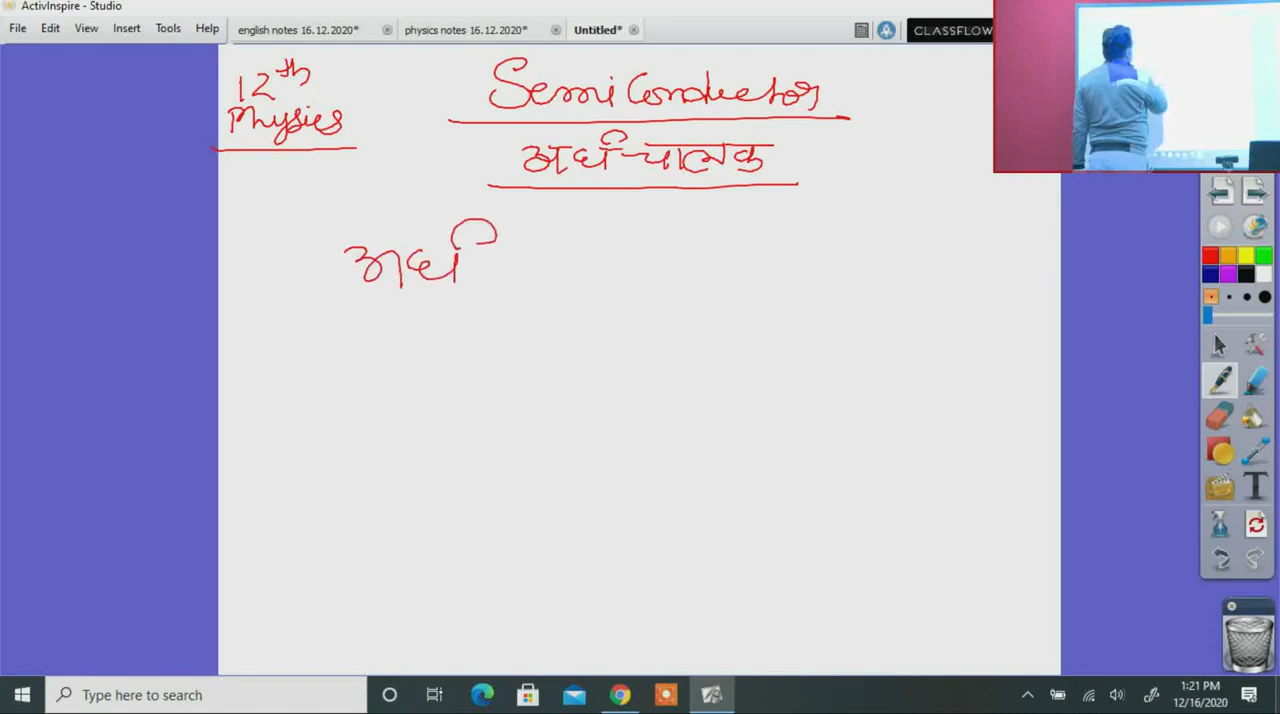 ActivInspire - Studio
File Edit View Insert Tools Help
english notes 16.12.2020*
physics notes 16.12.2020*
Untitled*
CLASSFLOW
12th
Physics
SemiConductor
अर्धचालक
अर्ध
Type here to search
1:21 PM
12/16/2020